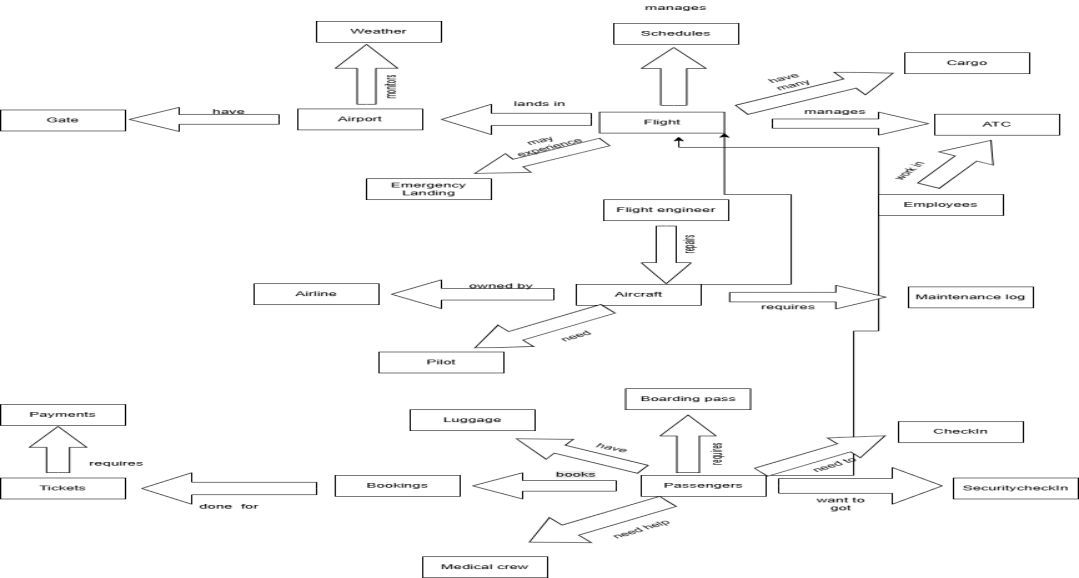 manages
Weather
Schedules
Cargo
have
many
monitors
lands in
manages
have
Gate
Airport
Flight
ATC
may
experience
work in
Emergency
Landing
Flight engineer
Employees
repairs
owned by
Airline
Aircraft
Maintenance log
requires
need
Pilot
Boarding pass
Payments
Luggage
CheckIn
have
requires
requires
need to
books
Tickets
Bookings
Passengers
SecuritycheckIn
done for
want to
got
need help
Medical crew